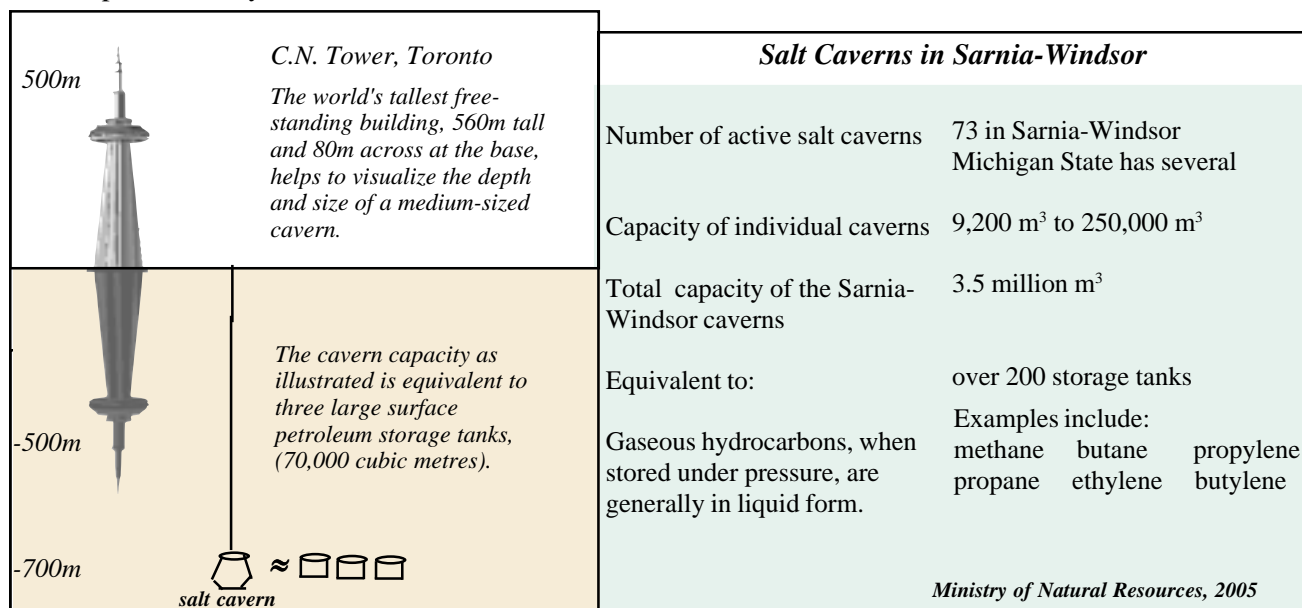 500m
C.N. Tower, Toronto
The world's tallest free-
standing building, 560m tall
and 80m across at the base,
helps to visualize the depth
and size of a medium-sized
cavern.
The cavern capacity as
illustrated is equivalent to
three large surface
petroleum storage tanks,
(70,000 cubic metres).
-500m
-700m
≈
salt cavern
Salt Caverns in Sarnia-Windsor
Number of active salt caverns
73 in Sarnia-Windsor
Michigan State has several
Capacity of individual caverns
9,200 m³ to 250,000 m³
Total capacity of the Sarnia-
Windsor caverns
3.5 million m³
Equivalent to:
over 200 storage tanks
Gaseous hydrocarbons, when
stored under pressure, are
generally in liquid form.
Examples include:
methane butane propylene
propane ethylene butylene
Ministry of Natural Resources, 2005